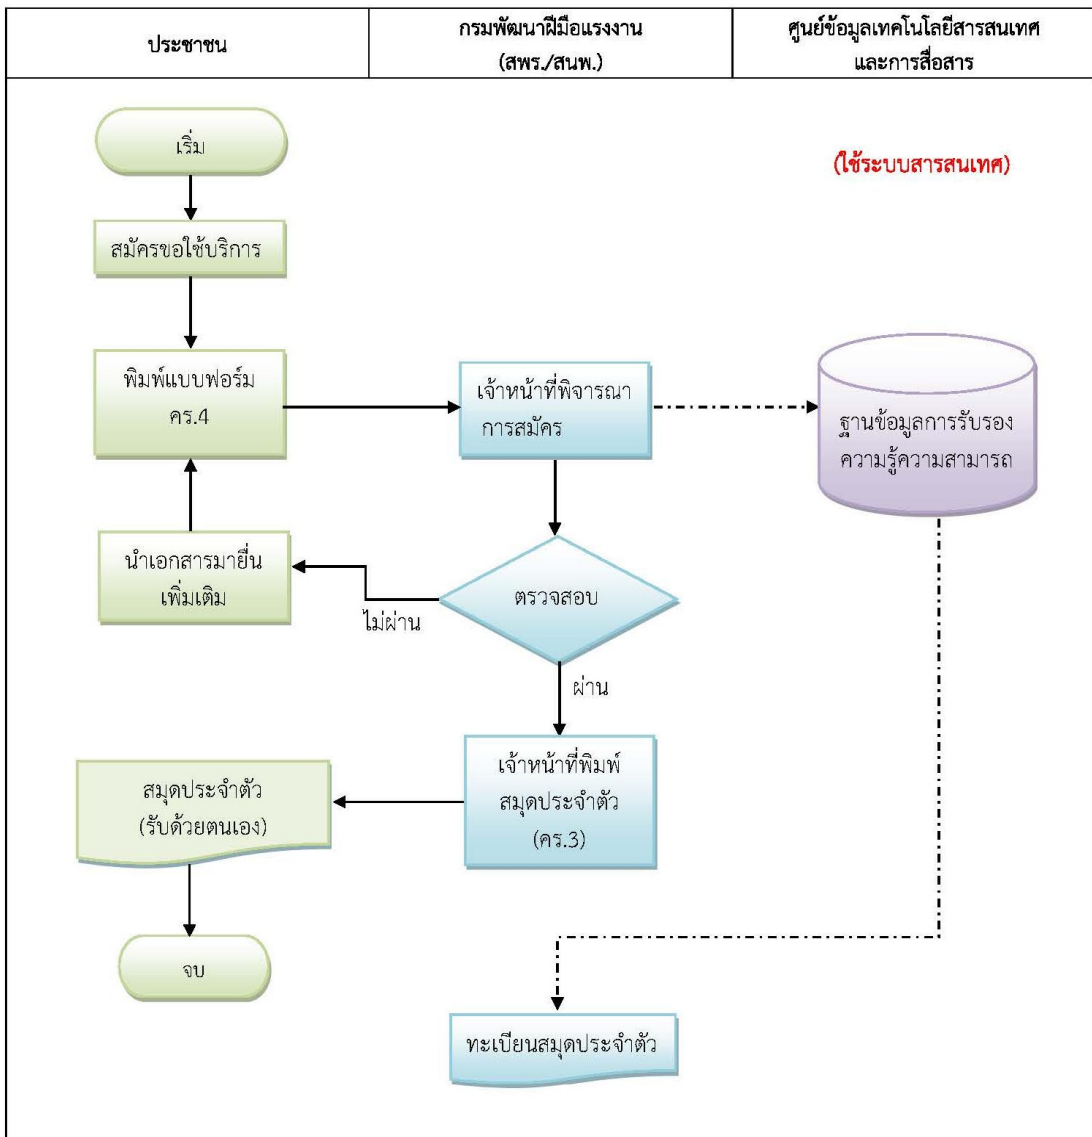 ประชาชน
กรมพัฒนาฝีมือแรงงาน
(สพร./สนพ.)
ศูนย์ข้อมูลเทคโนโลยีสารสนเทศ
และการสื่อสาร
เริ่ม
(ใช้ระบบสารสนเทศ)
สมัครขอใช้บริการ
พิมพ์แบบฟอร์ม
คร.4
เจ้าหน้าที่พิจารณา
การสมัคร
ฐานข้อมูลการรับรอง
ความรู้ความสามารถ
นำเอกสารมายื่น
เพิ่มเติม
ตรวจสอบ
ไม่ผ่าน
ผ่าน
เจ้าหน้าที่พิมพ์
สมุดประจำตัว
(คร.3)
สมุดประจำตัว
(รับด้วยตนเอง)
จบ
ทะเบียนสมุดประจำตัว